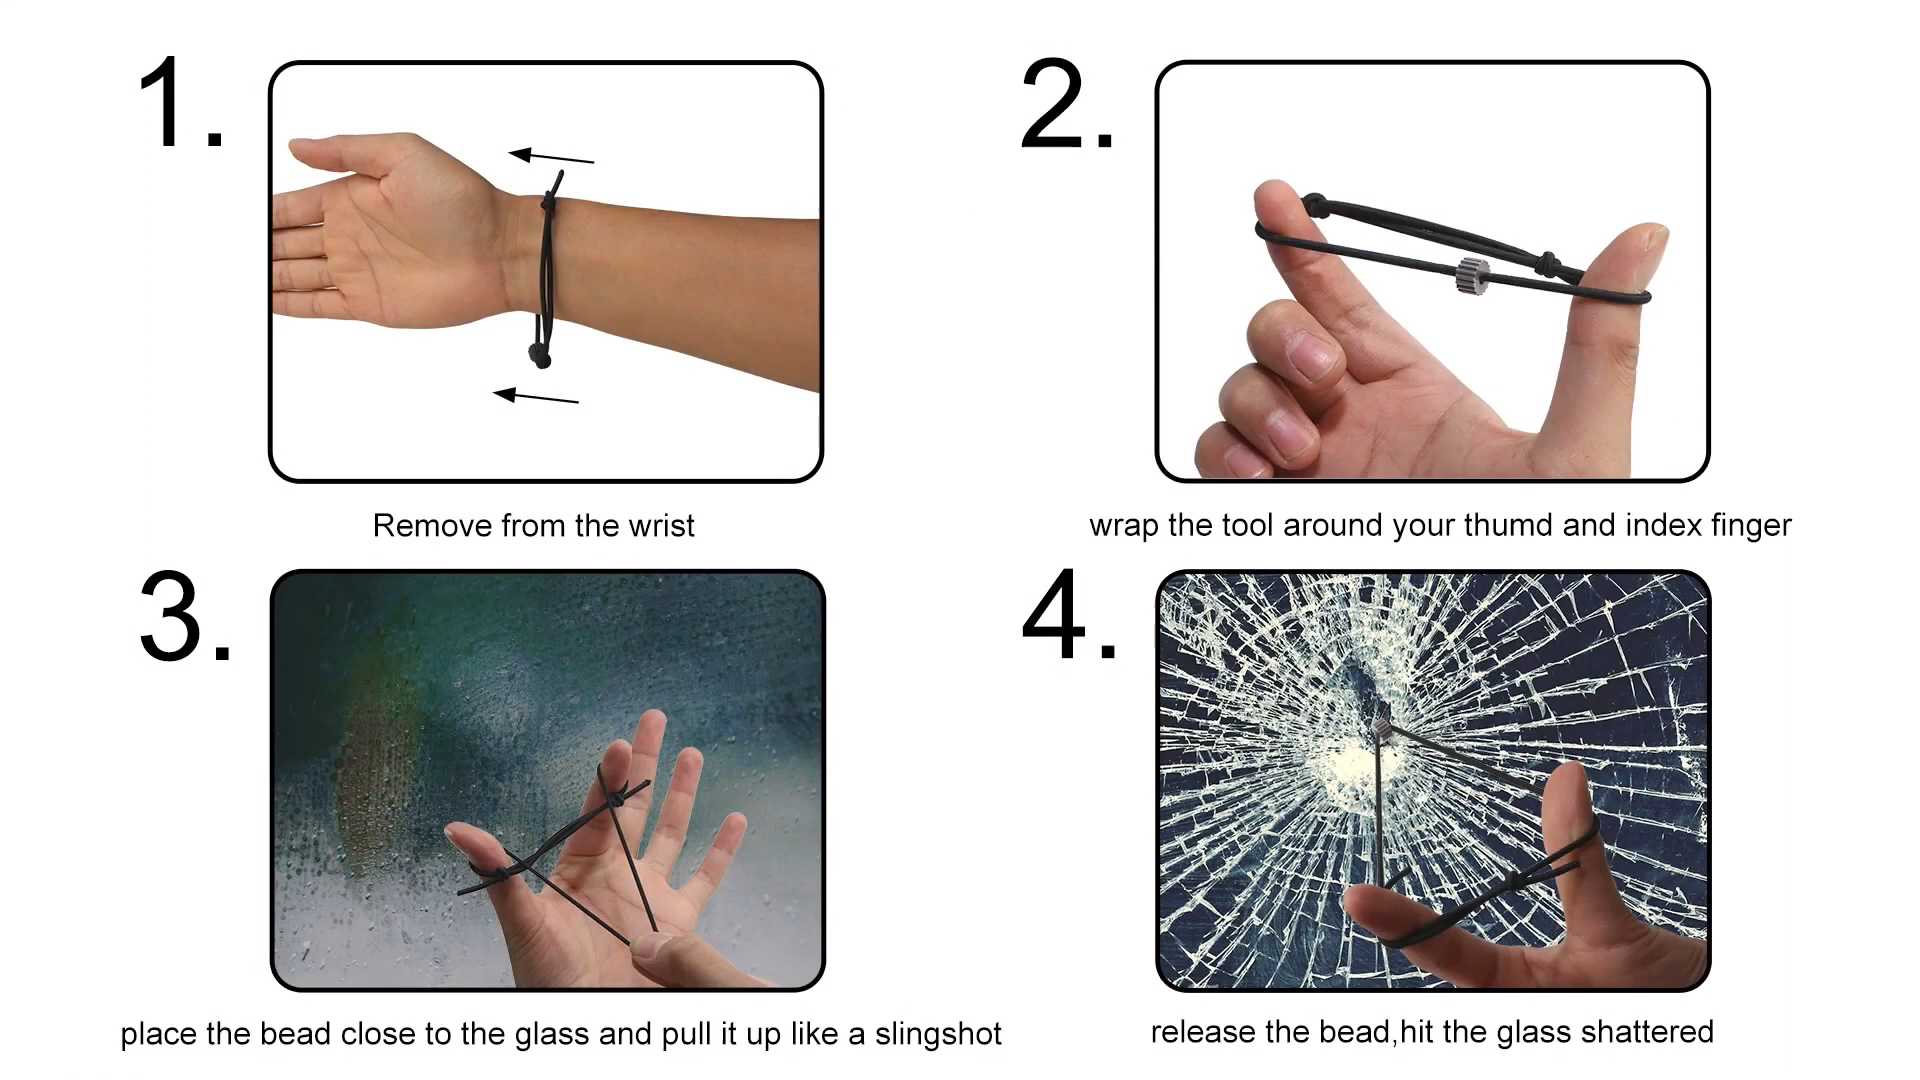 1.
Remove from the wrist
2.
wrap the tool around your thumd and index finger
3.
place the bead close to the glass and pull it up like a slingshot
4.
release the bead,hit the glass shattered